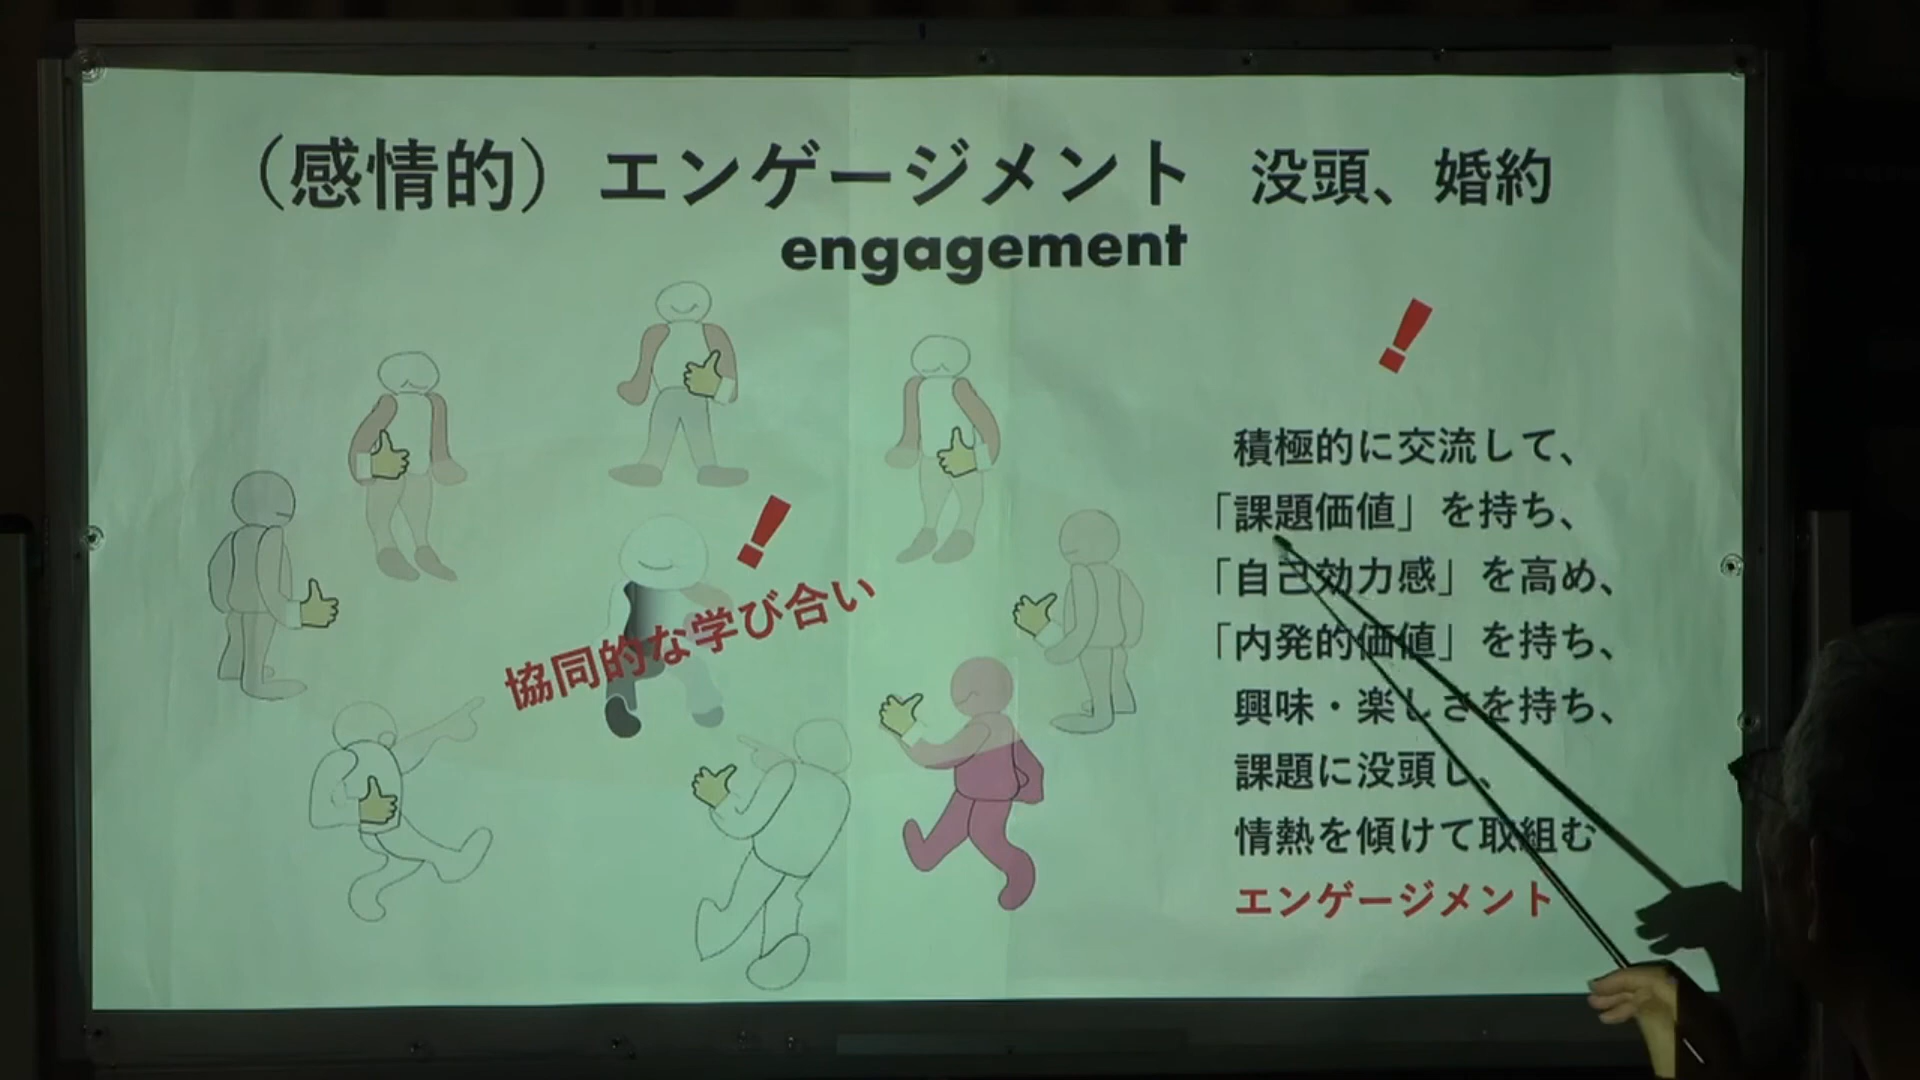 （感情的）エンゲージメント 没頭、婚約
engagement
協同的な学び合い
積極的に交流して、
「課題価値」を持ち、
「自己効力感」を高め、
「内発的価値」を持ち、
興味・楽しさを持ち、
課題に没頭し、
情熱を傾けて取組む
エンゲージメント